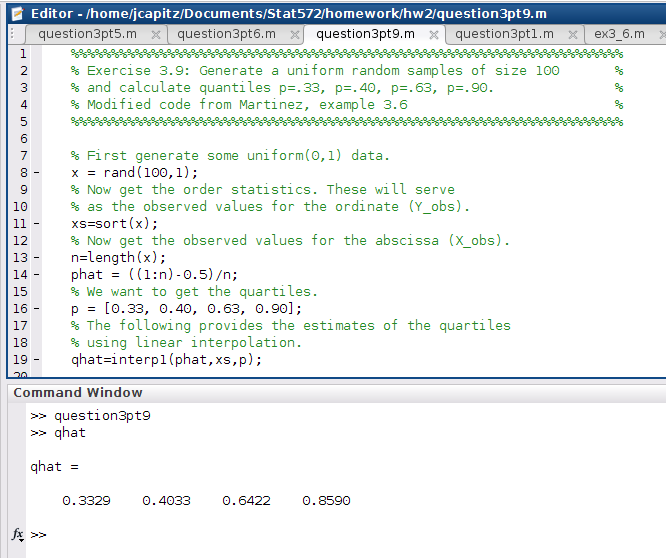 Editor - /home/jcapitz/Documents/Stat572/homework/hw2/question3pt9.m
question3pt5.m × question3pt6.m × question3pt9.m × question3pt1.m × ex3_6.m ×
1 %%%%%%%%%%%%%%%%%%%%%%%%%%%%%%%%%%%%%%%%%%%%%%%%%%%%%%%%%%%%%%%%%%%%%%%
2 % Exercise 3.9: Generate a uniform random samples of size 100 %
3 % and calculate quantiles p=.33, p=.40, p=.63, p=.90. %
4 % Modified code from Martinez, example 3.6 %
5 %%%%%%%%%%%%%%%%%%%%%%%%%%%%%%%%%%%%%%%%%%%%%%%%%%%%%%%%%%%%%%%%%%%%%%%
6
7 % First generate some uniform(0,1) data.
8 - x = rand(100,1);
9 % Now get the order statistics. These will serve
10 % as the observed values for the ordinate (Y_obs).
11 - xs=sort(x);
12 % Now get the observed values for the abscissa (X_obs).
13 - n=length(x);
14 - phat = ((1:n)-0.5)/n;
15 % We want to get the quartiles.
16 - p = [0.33, 0.40, 0.63, 0.90];
17 % The following provides the estimates of the quartiles
18 % using linear interpolation.
19 - qhat=interp1(phat,xs,p);
20
Command Window
>> question3pt9
>> qhat
qhat =
0.3329 0.4033 0.6422 0.8590
fx >>